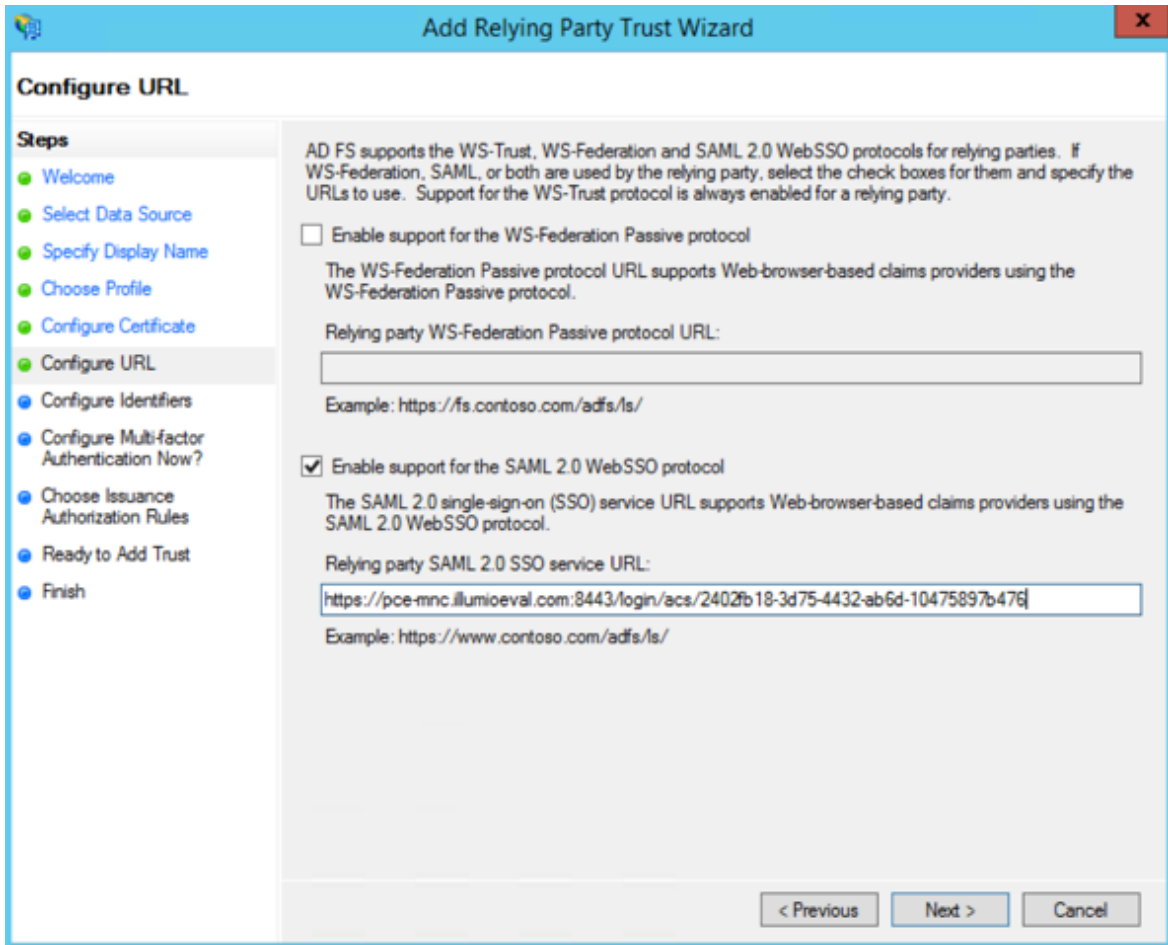 Add Relying Party Trust Wizard
x
Configure URL
Steps
Welcome
Select Data Source
Specify Display Name
Choose Profile
Configure Certificate
Configure URL
Configure Identifiers
Configure Multi-factor
Authentication Now?
Choose Issuance
Authorization Rules
Ready to Add Trust
Finish
AD FS supports the WS-Trust, WS-Federation and SAML 2.0 WebSSO protocols for relying parties.  If
WS-Federation, SAML, or both are used by the relying party, select the check boxes for them and specify the
URLs to use.  Support for the WS-Trust protocol is always enabled for a relying party.
Enable support for the WS-Federation Passive protocol
The WS-Federation Passive protocol URL supports Web-browser-based claims providers using the
WS-Federation Passive protocol.
Relying party WS-Federation Passive protocol URL:
Example: https://fs.contoso.com/adfs/ls/
Enable support for the SAML 2.0 WebSSO protocol
The SAML 2.0 single-sign-on (SSO) service URL supports Web-browser-based claims providers using the
SAML 2.0 WebSSO protocol.
Relying party SAML 2.0 SSO service URL:
https://pce-mnc.illumioeval.com:8443/login/acs/2402fb18-3d75-4432-ab6d-10475897b476
Example: https://www.contoso.com/adfs/ls/
< Previous
Next >
Cancel